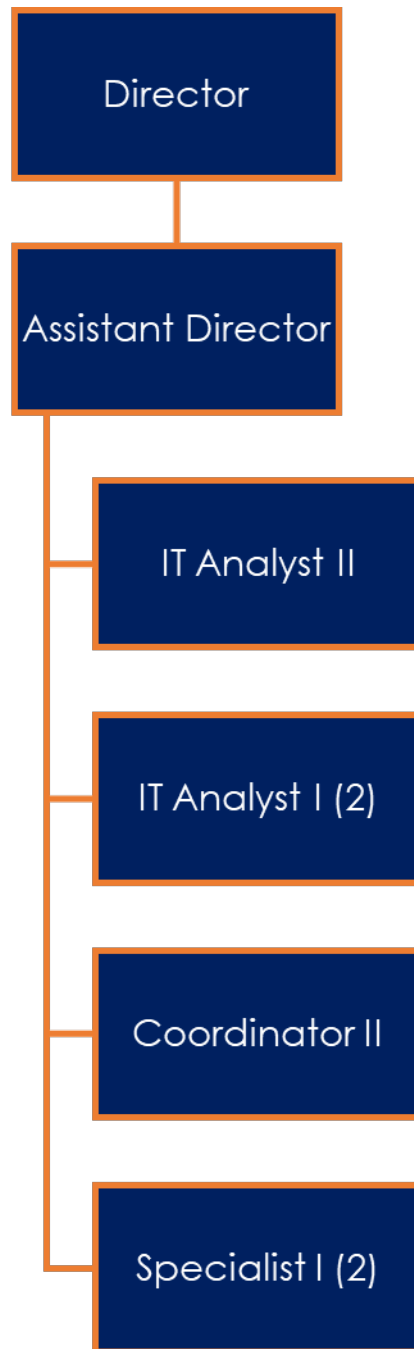 Director
Assistant Director
IT Analyst II
IT Analyst I (2)
Coordinator II
Specialist I (2)